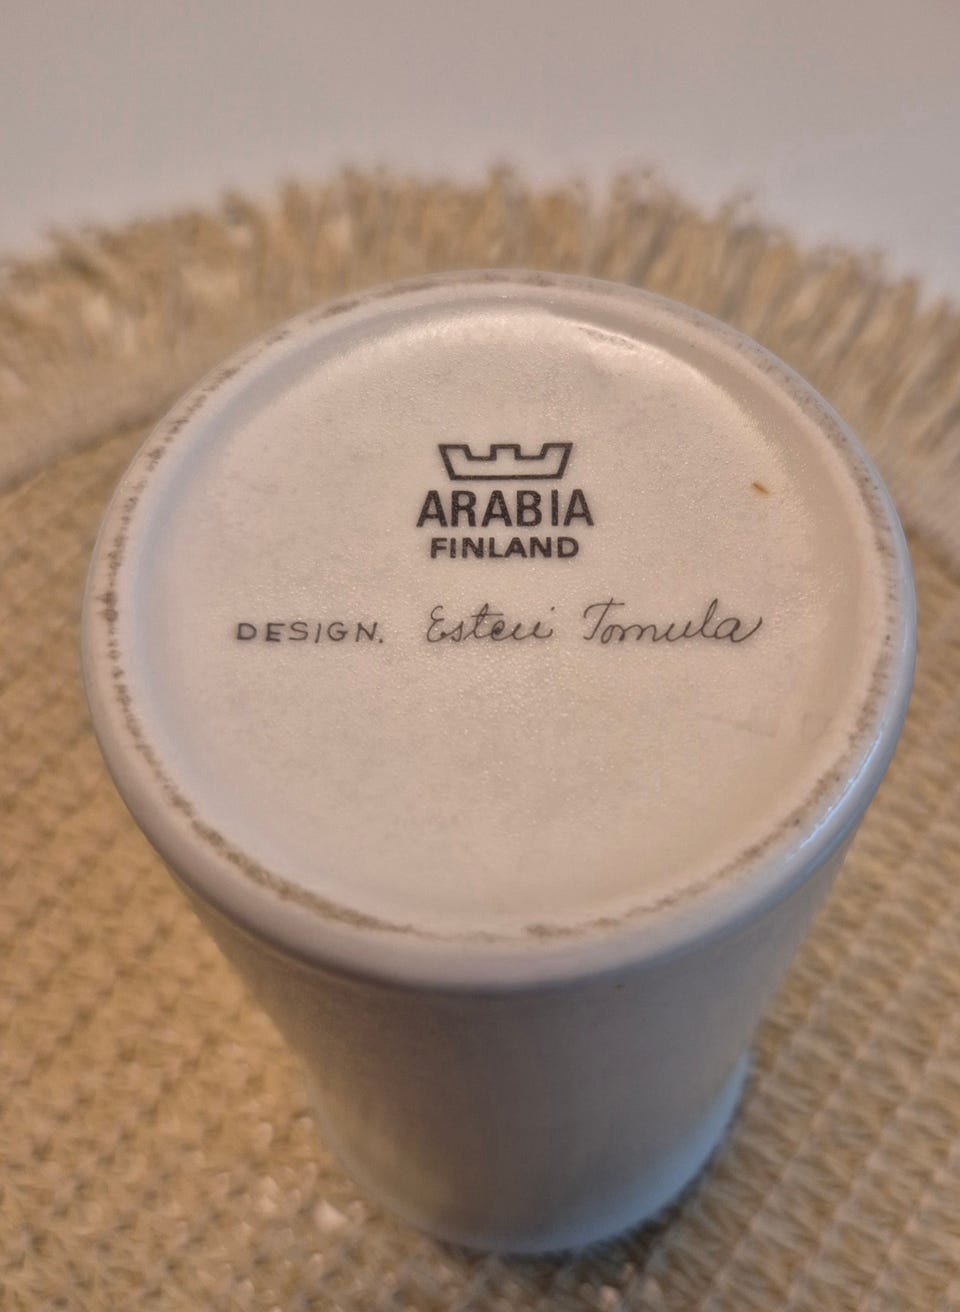 ARABIA
FINLAND
DESIGN. Esteri Tomula